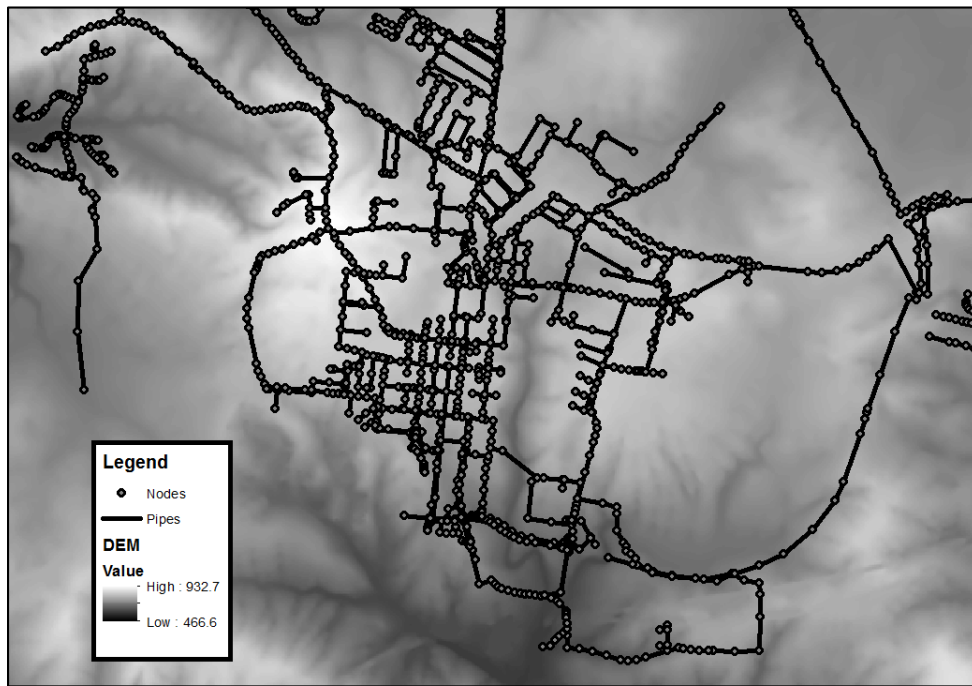 Legend
Nodes
Pipes
DEM
Value
High : 932.7
Low : 466.6